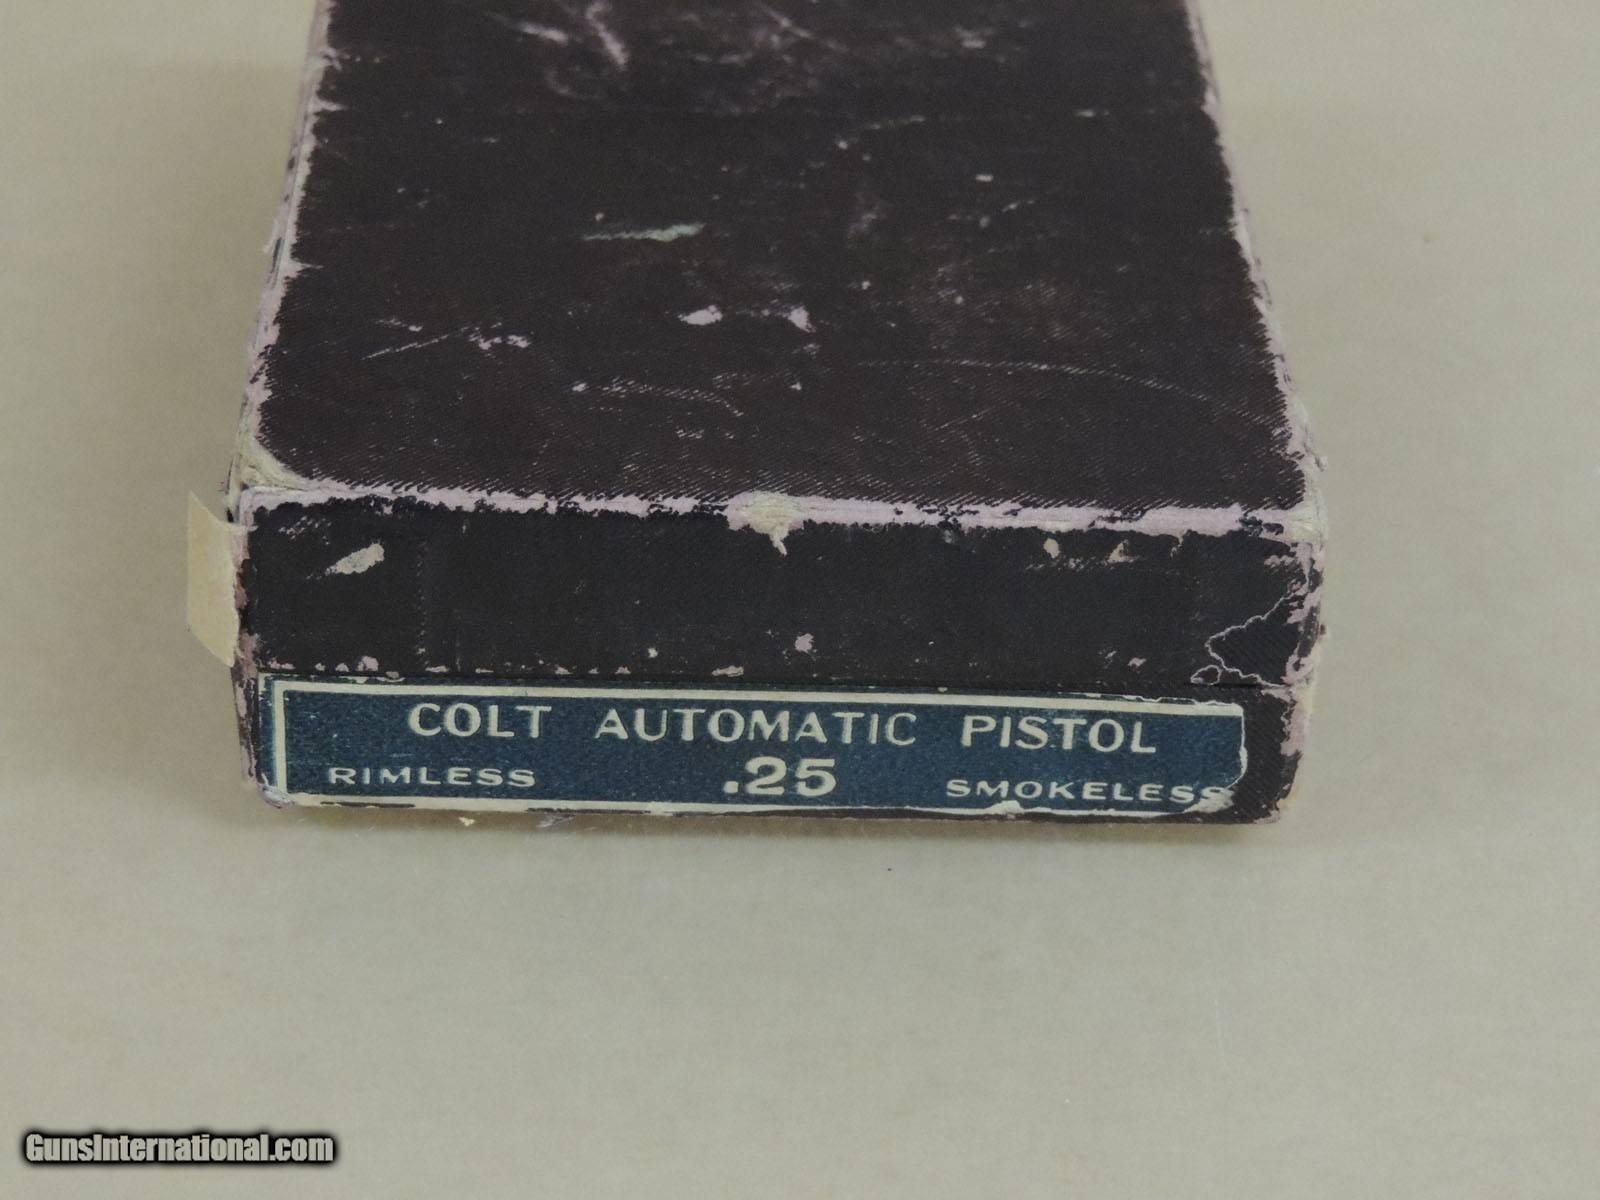 COLT AUTOMATIC PISTOL
RIMLESS .25 SMOKELESS
GunsInternational.com